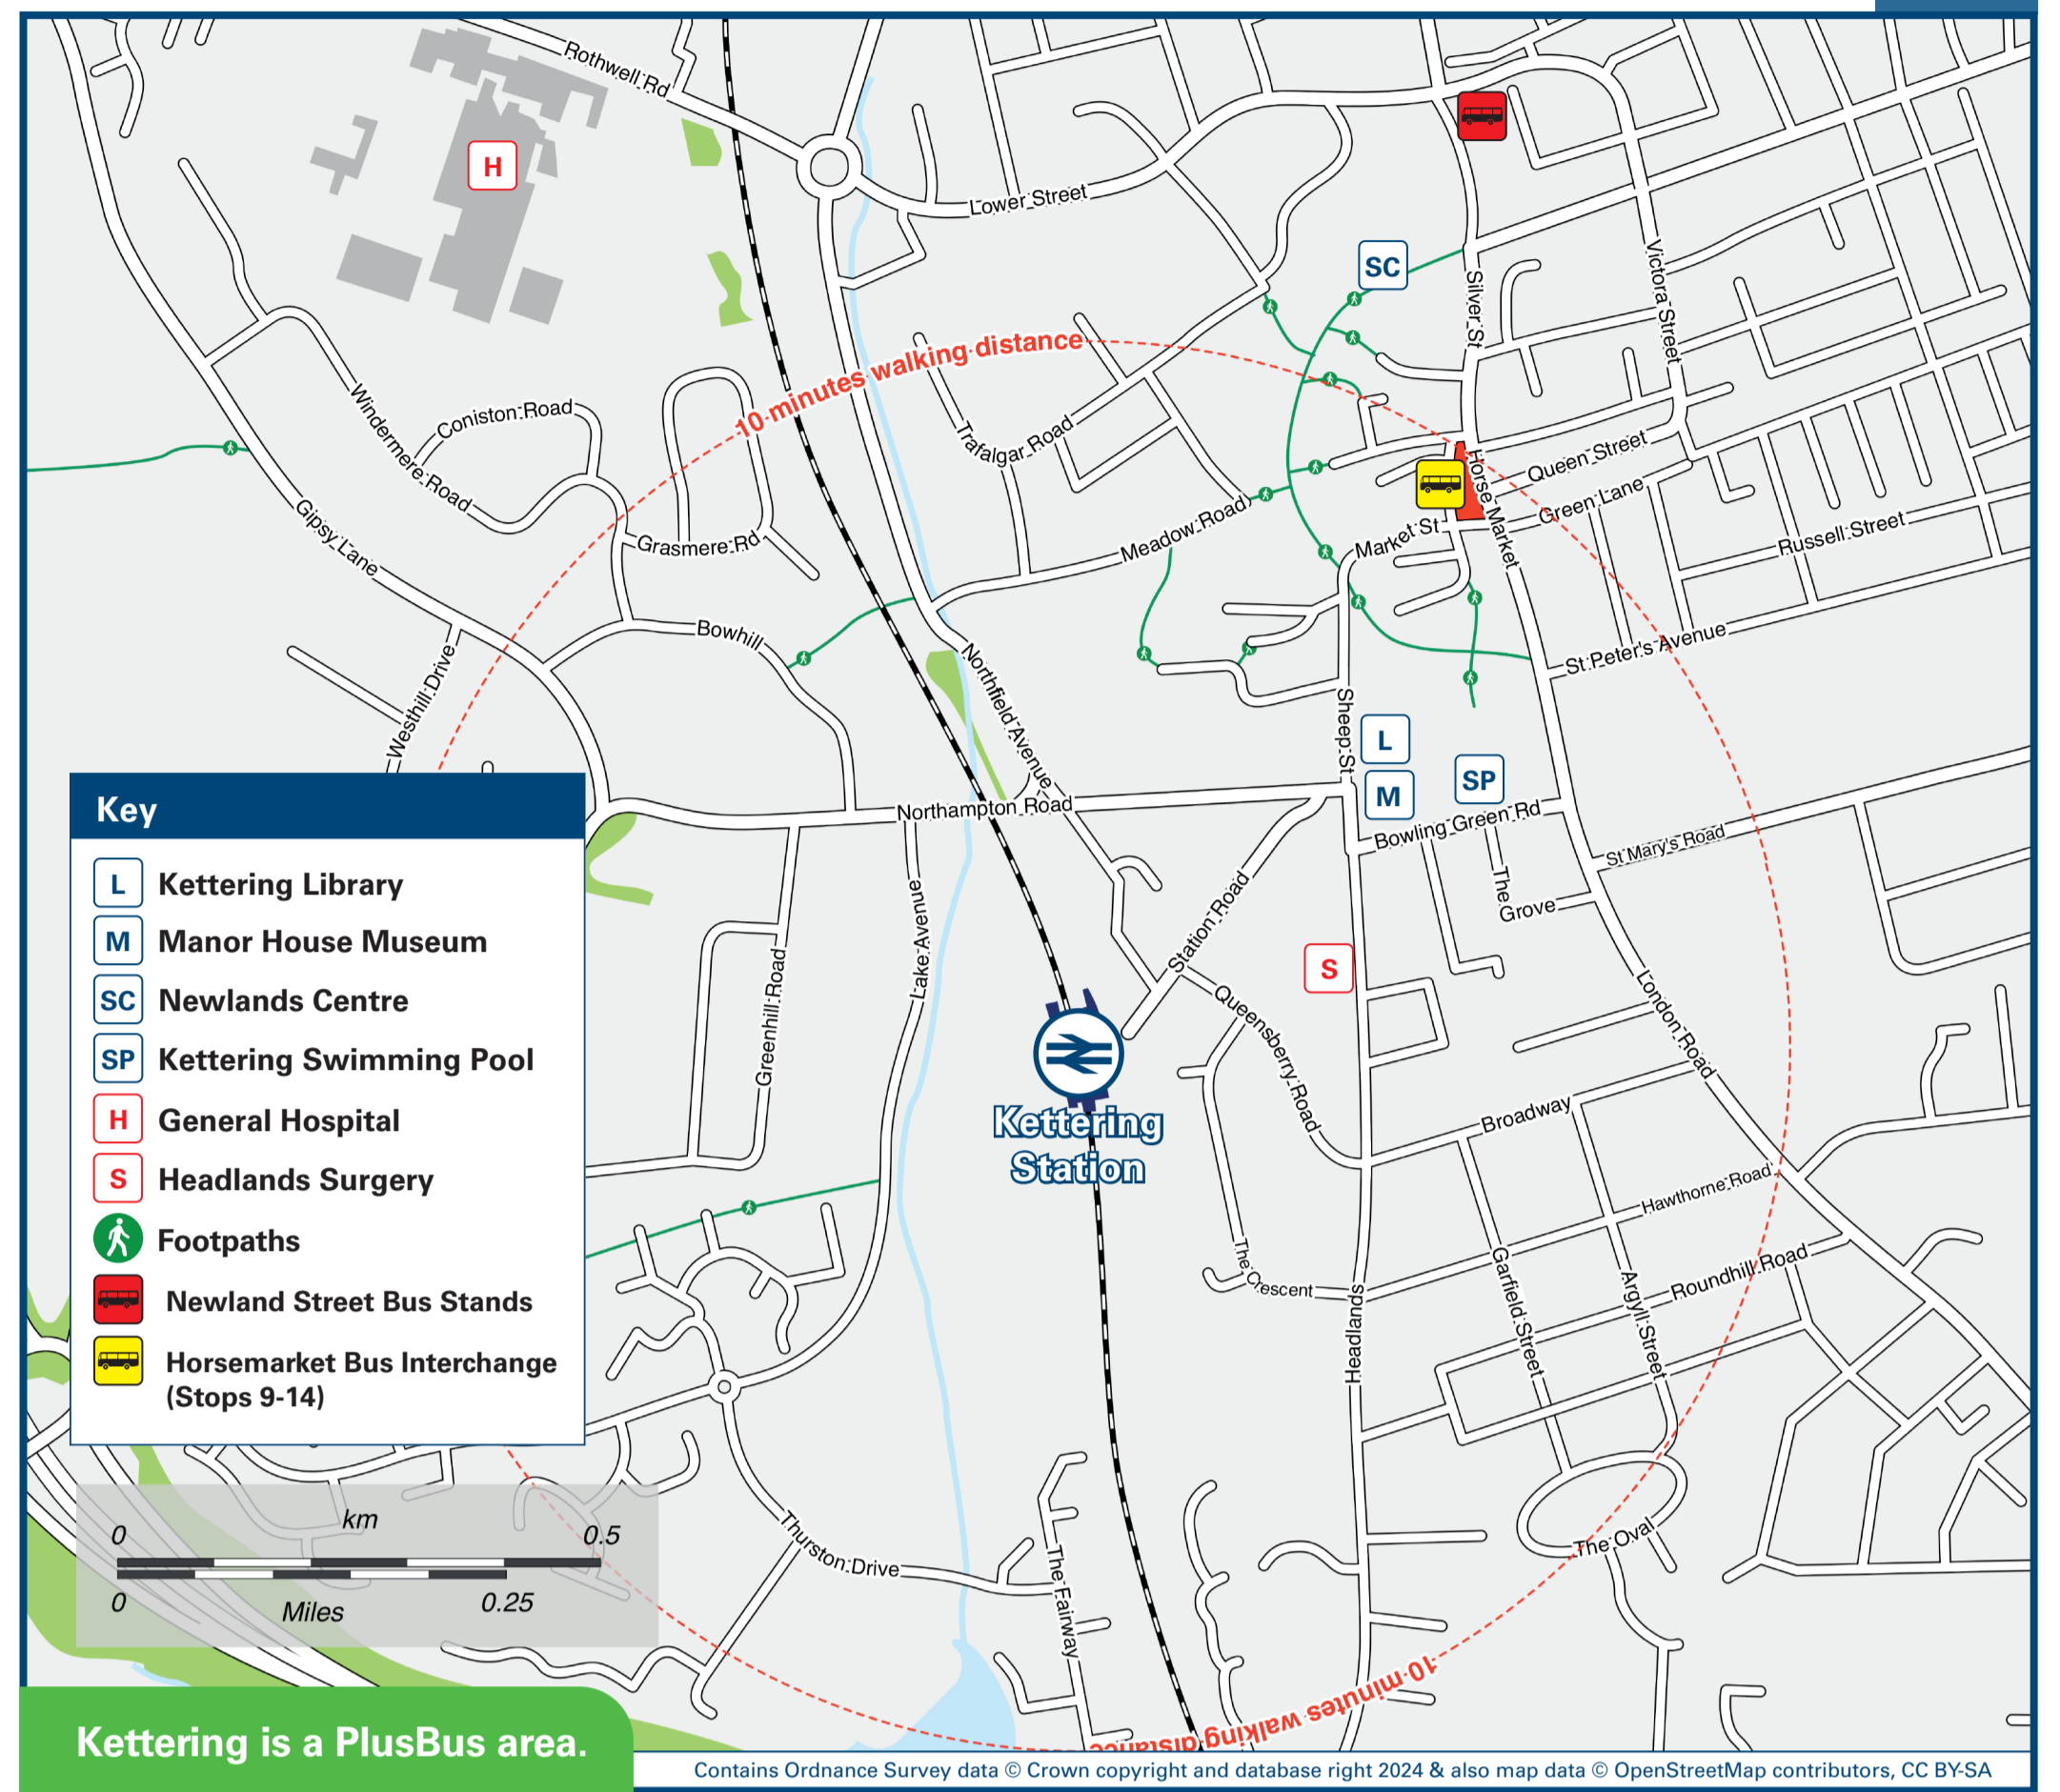 Rothwell Rd
H
Lower Street
SC
Silver St
Victora Street
10 minutes walking distance
Coniston Road
Windermere Road
Trafalgar Road
Gipsy Lane
Grasmere Rd
Meadow Road
Market St
Horse Market
Queen Street
Green Lane
Russell Street
Bowhill
Westhill Drive
Northfield Avenue
St Peter's Avenue
Sheep St
L
M
SP
Northampton Road
Bowling Green Rd
St Mary's Road
The
Grove
Lake Avenue
Greenhill Road
Station Road
S
Queensberry Road
London Road
Kettering
Station
Broadway
Hawthorne Road
The Crescent
Headlands
Garfield Street
Argyll Street
Roundhill Road
Thurston Drive
The Fairway
The Oval
10 minutes walking distance
Key
L Kettering Library
M Manor House Museum
SC Newlands Centre
SP Kettering Swimming Pool
H General Hospital
S Headlands Surgery
Footpaths
Newland Street Bus Stands
Horsemarket Bus Interchange
(Stops 9-14)
km
0 0.5
0 0.25
Miles
Kettering is a PlusBus area.
Contains Ordnance Survey data © Crown copyright and database right 2024 & also map data © OpenStreetMap contributors, CC BY-SA